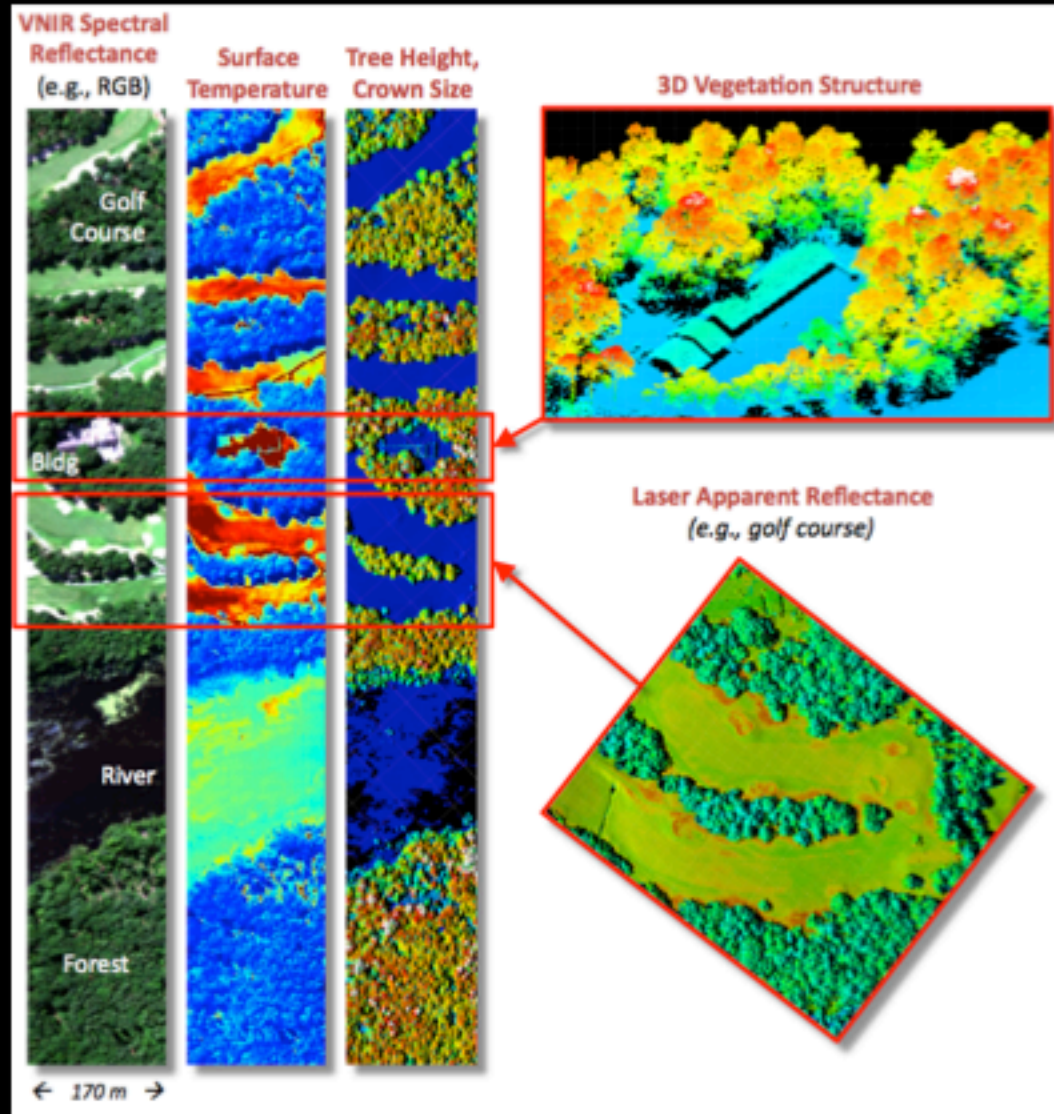 VNIR Spectral
Reflectance
(e.g., RGB)
Surface
Temperature
Tree Height,
Crown Size
3D Vegetation Structure
Golf
Course
Bldg
Laser Apparent Reflectance
(e.g., golf course)
River
Forest
← 170 m →